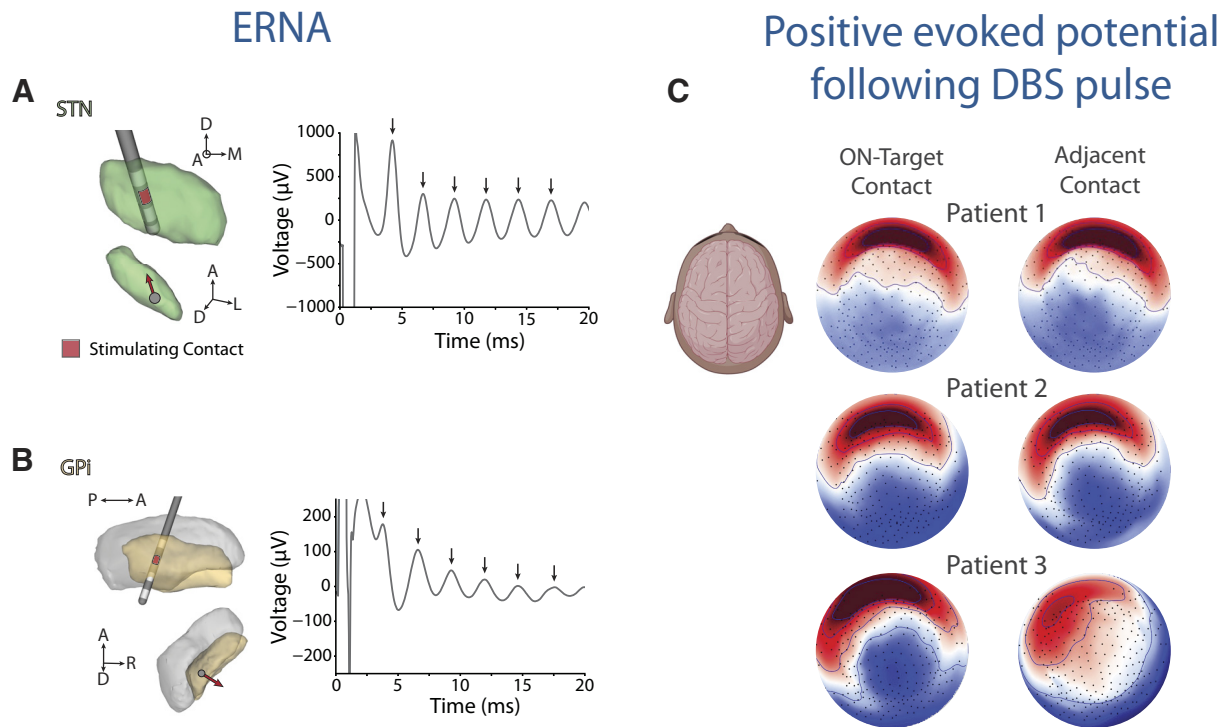 ERNA
Positive evoked potential
following DBS pulse
A
STN
D
A
M
A
D
L
Stimulating Contact
Voltage (µV)
1000
500
250
0
−500
−1000
0
5
10
15
20
Time (ms)
B
GPi
P
A
A
D
R
Voltage (µV)
200
100
0
−100
−200
0
5
10
15
20
Time (ms)
C
ON-Target
Contact
Adjacent
Contact
Patient 1
Patient 2
Patient 3